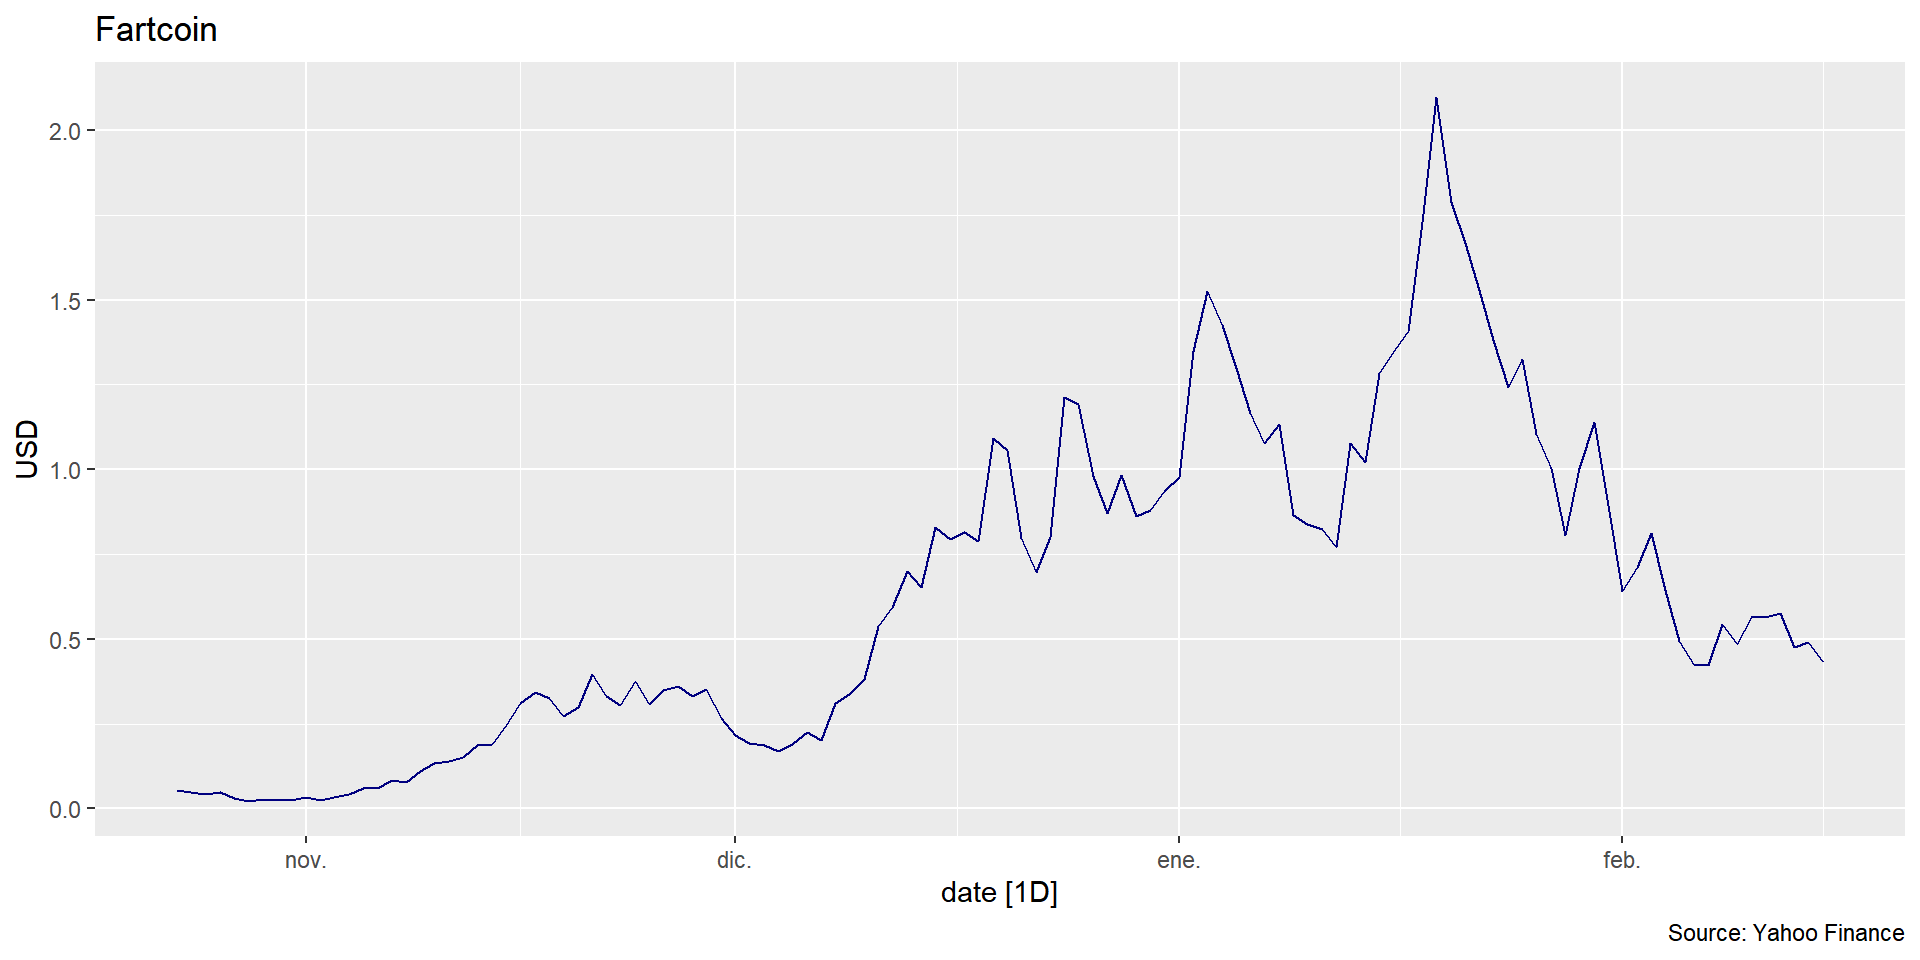 Fartcoin
USD
2.0
1.5
1.0
0.5
0.0
nov. dic. ene. feb.
date [1D]
Source: Yahoo Finance